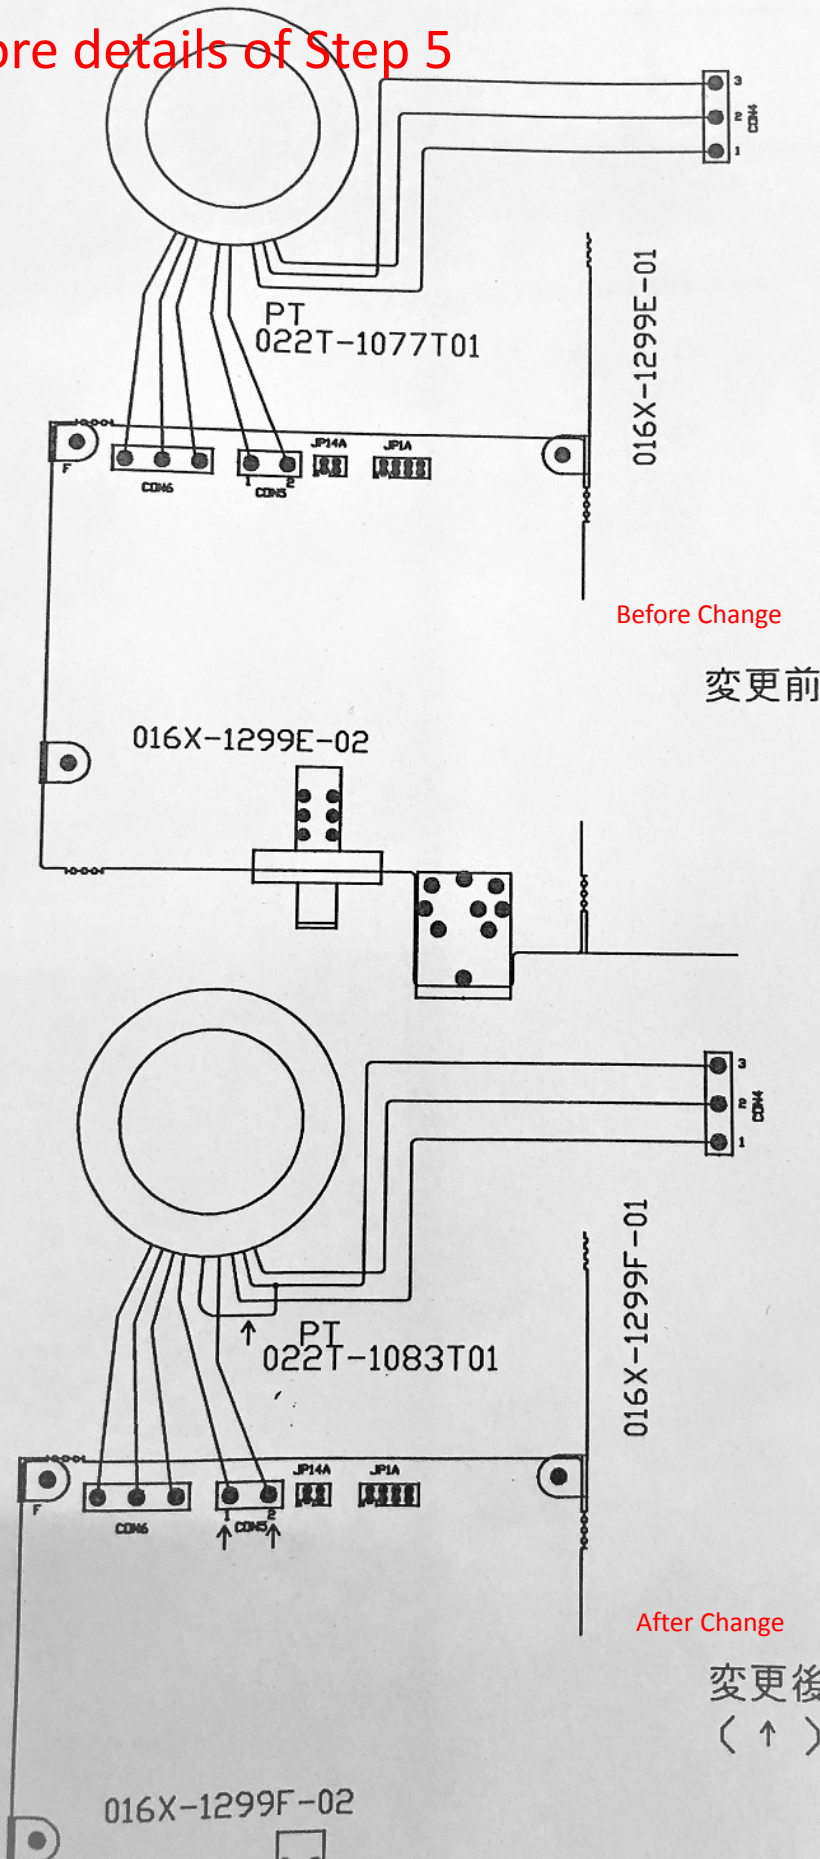 ore details of Step 5
3
2
CON4
1
016X-1299E-01
PT
022T-1077T01
JP14A
JP1A
F
CON6
1
2
CON5
Before Change
変更前
016X-1299E-02
3
2
CON4
1
016X-1299F-01
PT
022T-1083T01
↑
JP14A
JP1A
F
CON6
1
2
CON5
↑ ↑
After Change
変更後
( ↑ )
016X-1299F-02